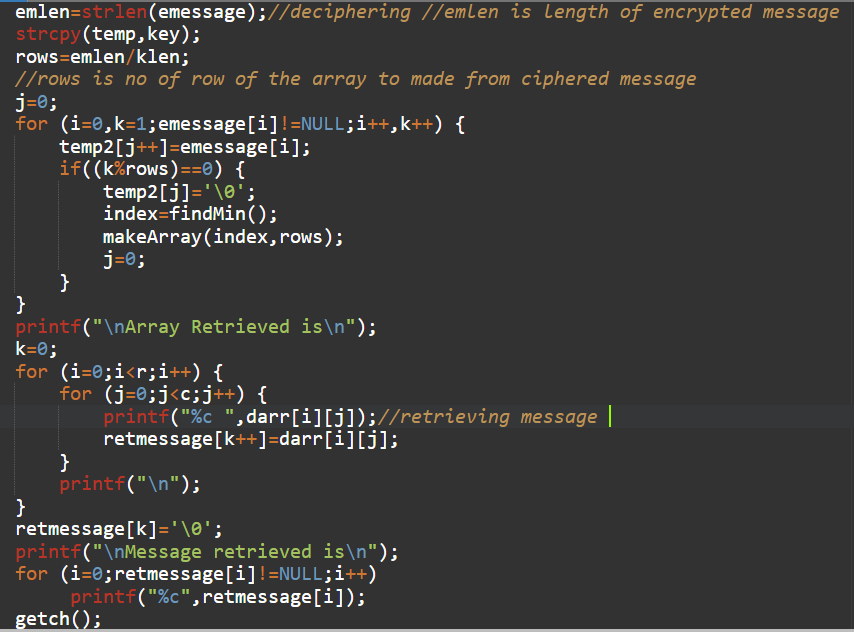 emlen=strlen(emessage);//deciphering //emlen is length of encrypted message
strcpy(temp,key);
rows=emlen/klen;
//rows is no of row of the array to made from ciphered message
j=0;
for (i=0,k=1;emessage[i]!=NULL;i++,k++) {
    temp2[j++]=emessage[i];
    if((k%rows)==0) {
        temp2[j]='\0';
        index=findMin();
        makeArray(index,rows);
        j=0;
    }
}
printf("\nArray Retrieved is\n");
k=0;
for (i=0;i<r;i++) {
    for (j=0;j<c;j++) {
        printf("%c ",darr[i][j]);//retrieving message
        retmessage[k++]=darr[i][j];
    }
    printf("\n");
}
retmessage[k]='\0';
printf("\nMessage retrieved is\n");
for (i=0;retmessage[i]!=NULL;i++)
     printf("%c",retmessage[i]);
getch();